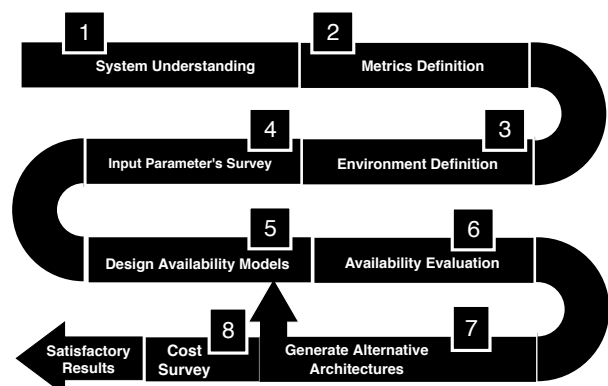 1
System Understanding
2
Metrics Definition
3
Environment Definition
4
Input Parameter's Survey
5
Design Availability Models
6
Availability Evaluation
7
Generate Alternative
Architectures
8
Cost
Survey
Satisfactory
Results